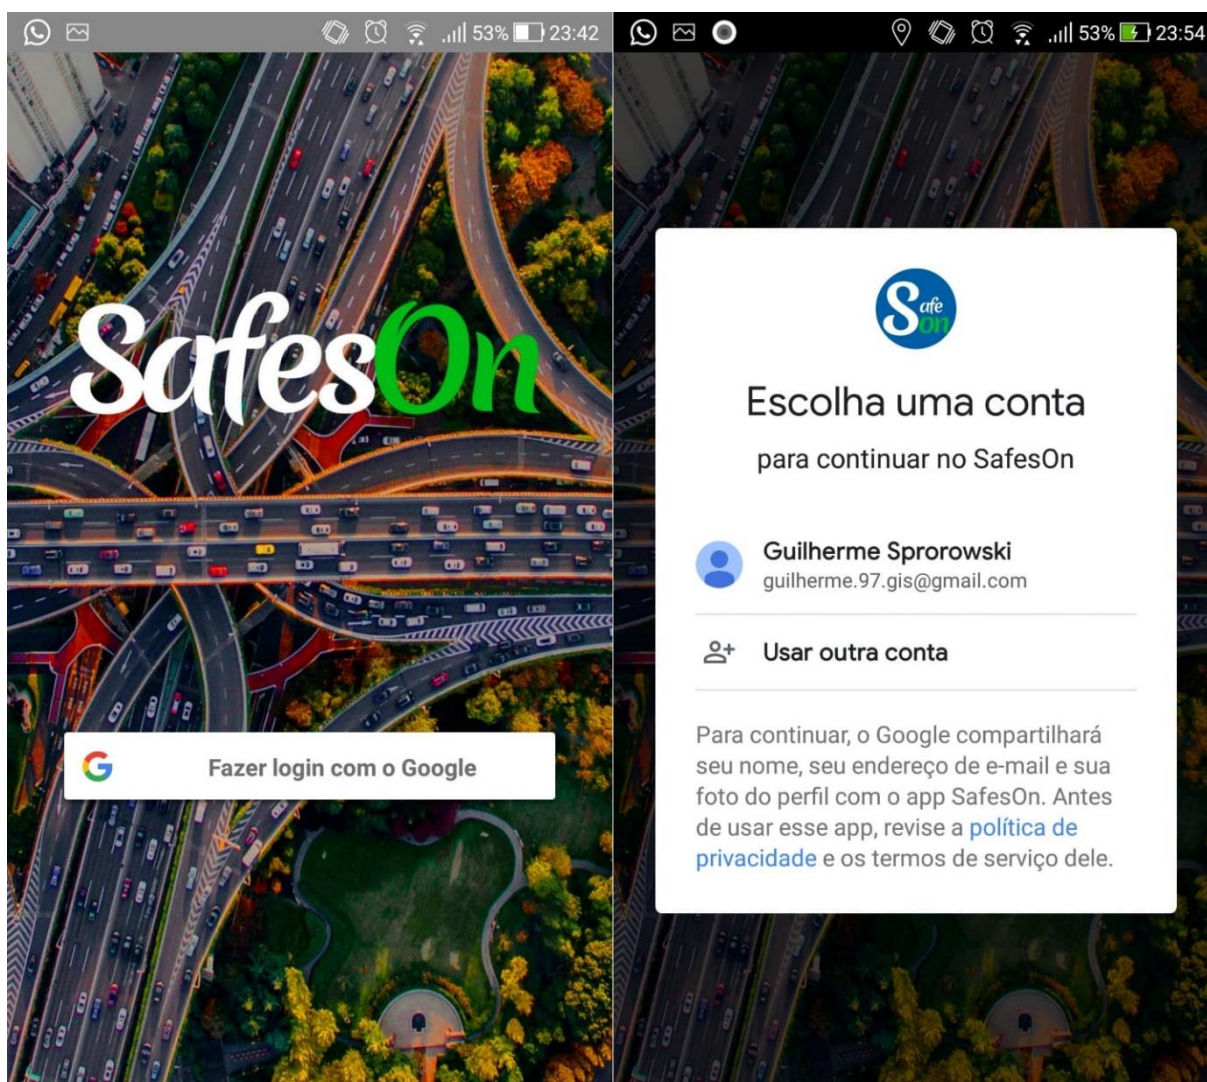 53% 23:42
SafesOn
Fazer login com o Google
53% 23:54
Safe
on
Escolha uma conta
para continuar no SafesOn
Guilherme Sprorowski
guilherme.97.gis@gmail.com
Usar outra conta
Para continuar, o Google compartilhará
seu nome, seu endereço de e-mail e sua
foto do perfil com o app SafesOn. Antes
de usar esse app, revise a política de
privacidade e os termos de serviço dele.